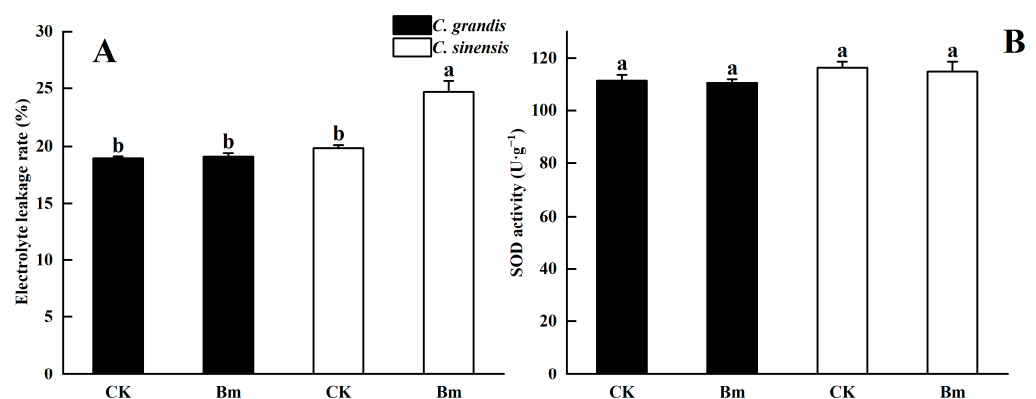 A
C. grandis
C. sinensis
Electrolyte leakage rate (%)
30
25
20
15
10
5
0
b
b
b
a
CK
Bm
CK
Bm
B
SOD activity (U·g⁻¹)
120
100
80
60
40
20
0
a
a
a
a
CK
Bm
CK
Bm